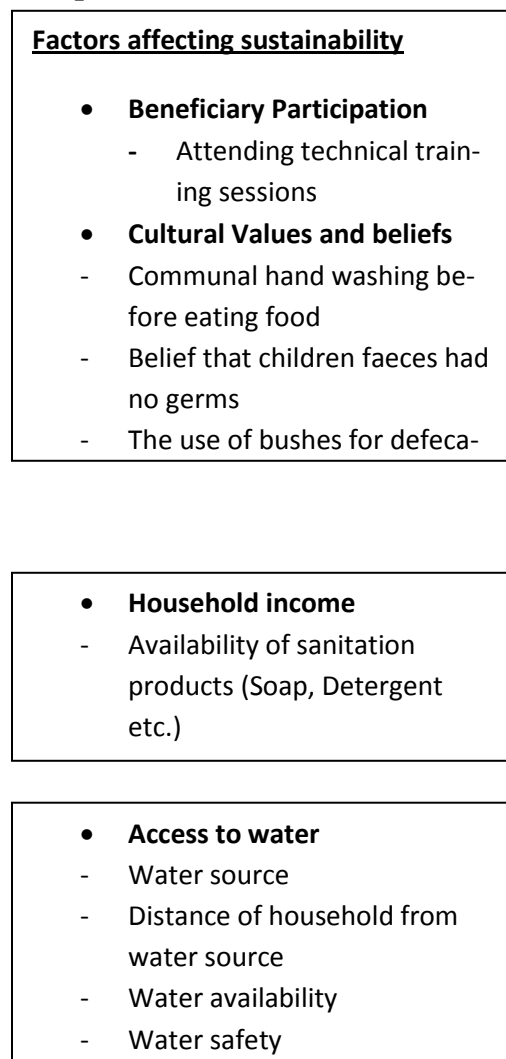 Factors affecting sustainability
• Beneficiary Participation
- Attending technical train-
ing sessions
• Cultural Values and beliefs
- Communal hand washing be-
fore eating food
- Belief that children faeces had
no germs
- The use of bushes for defeca-
• Household income
- Availability of sanitation
products (Soap, Detergent
etc.)
• Access to water
- Water source
- Distance of household from
water source
- Water availability
- Water safety